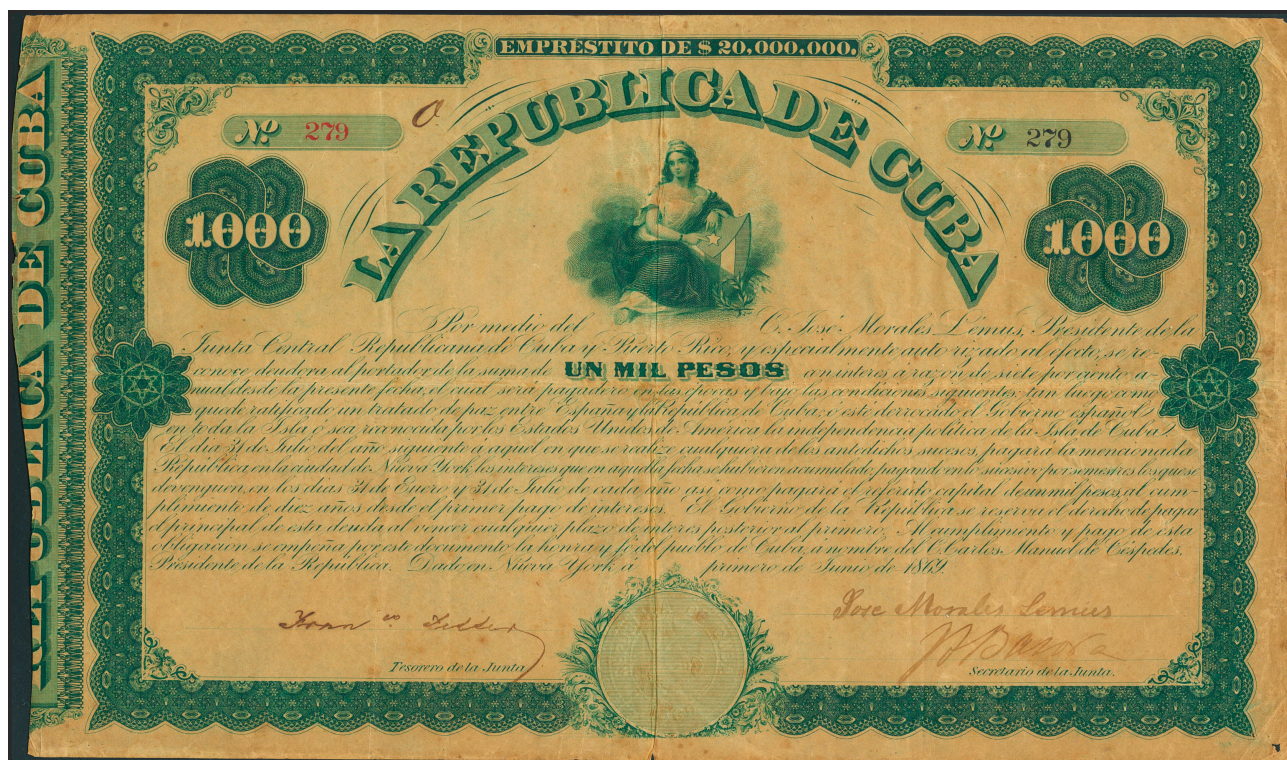 EMPRESTITO DE $ 20,000,000.
LA REPUBLICA DE CUBA
Nº 279
Nº 279
1000
1000
REPUBLICA DE CUBA
Por medio del C. José Morales Lemus, Presidente de la
Junta Central Republicana de Cuba y Puerto Rico, y especialmente autorizado al efecto, se re-
conoce deudora al portador de la suma de UN MIL PESOS con interes a razon de siete por ciento a-
nual desde la presente fecha, el cual será pagadero en las épocas y bajo las condiciones siguientes: tan luego como
quede ratificado un tratado de paz entre España y la República de Cuba; o esté derrocado el Gobierno español
en toda la Isla, ó sea reconocida por los Estados Unidos de América la independencia política de la Isla de Cuba.
El dia 31 de Julio del año siguiente á aquel en que se realize cualquiera de los antedichos sucesos, pagará la mencionada
República en la ciudad de Nueva York los intereses que en aquella fecha se hubieren acumulado, pagando en lo sucesivo por semestres los que se
devenguen, en los dias 31 de Enero y 31 de Julio de cada año así como pagara el referido capital de un mil pesos, al cum-
plimiento de diez años desde el primer pago de intereses. El Gobierno de la República se reserva el derecho de pagar
el principal de esta deuda al vencer cualquier plazo de interes posterior al primero. Al cumplimiento y pago de esta
obligacion se empeña por este documento la honra y fe del pueblo de Cuba, a nombre del C. Carlos Manuel de Céspedes,
Presidente de la República. Dado en Nueva York á primero de Junio de 1869.
Jose Morales Lemus
Tesorero de la Junta
Secretario de la Junta.